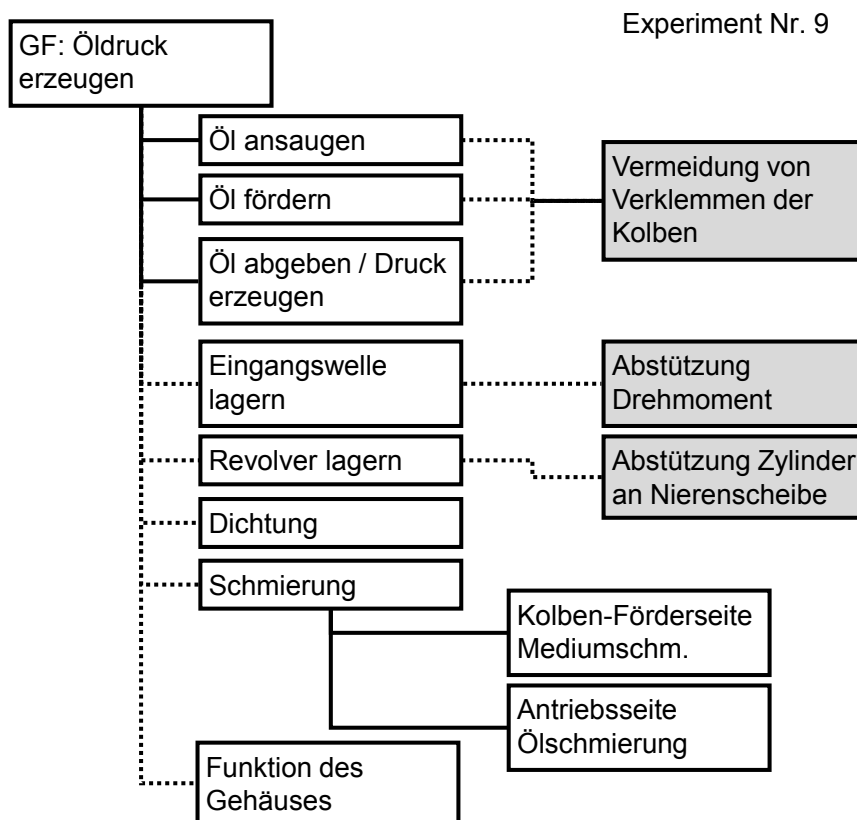 Experiment Nr. 9
GF: Öldruck
erzeugen
Öl ansaugen
Öl fördern
Öl abgeben / Druck
erzeugen
Vermeidung von
Verklemmen der
Kolben
Eingangswelle
lagern
Abstützung
Drehmoment
Revolver lagern
Abstützung Zylinder
an Nierenscheibe
Dichtung
Schmierung
Kolben-Förderseite
Mediumschm.
Antriebsseite
Ölschmierung
Funktion des
Gehäuses